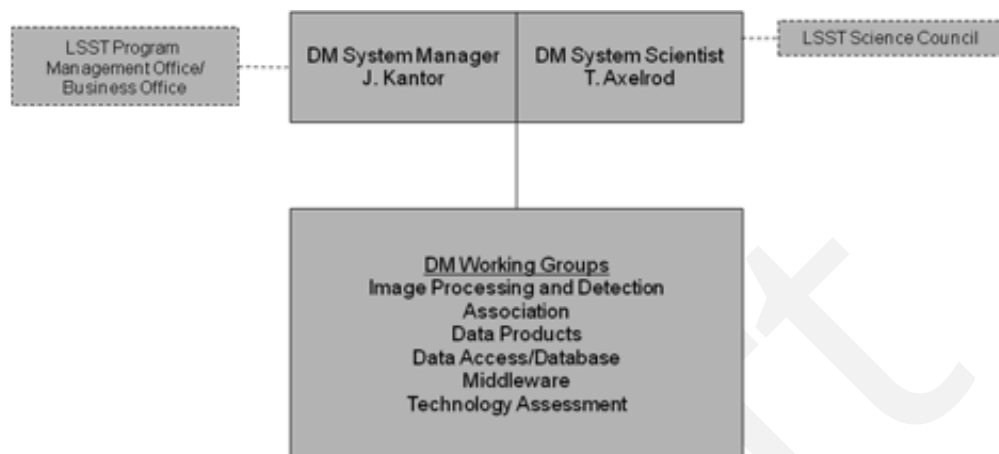 LSST Program
Management Office/
Business Office
DM System Manager
J. Kantor
DM System Scientist
T. Axelrod
LSST Science Council
DM Working Groups
Image Processing and Detection
Association
Data Products
Data Access/Database
Middleware
Technology Assessment